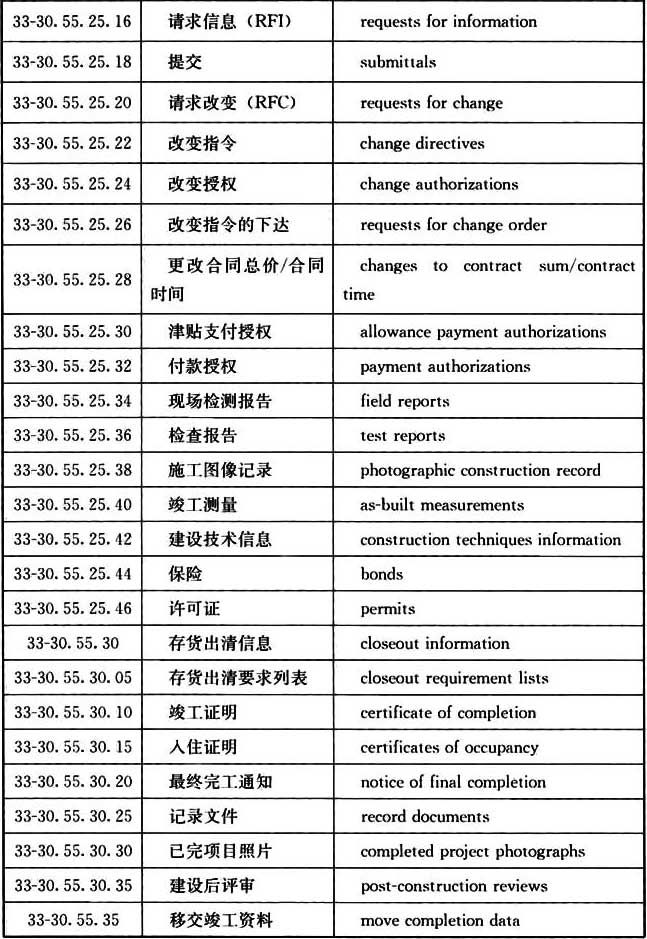 33-30.55.25.16 请求信息（RFI） requests for information
33-30.55.25.18 提交 submittals
33-30.55.25.20 请求改变（RFC） requests for change
33-30.55.25.22 改变指令 change directives
33-30.55.25.24 改变授权 change authorizations
33-30.55.25.26 改变指令的下达 requests for change order
33-30.55.25.28 更改合同总价/合同 changes to contract sum/contract
时间 time
33-30.55.25.30 津贴支付授权 allowance payment authorizations
33-30.55.25.32 付款授权 payment authorizations
33-30.55.25.34 现场检测报告 field reports
33-30.55.25.36 检查报告 test reports
33-30.55.25.38 施工图像记录 photographic construction record
33-30.55.25.40 竣工测量 as-built measurements
33-30.55.25.42 建设技术信息 construction techniques information
33-30.55.25.44 保险 bonds
33-30.55.25.46 许可证 permits
33-30.55.30 存货出清信息 closeout information
33-30.55.30.05 存货出清要求列表 closeout requirement lists
33-30.55.30.10 竣工证明 certificate of completion
33-30.55.30.15 入住证明 certificates of occupancy
33-30.55.30.20 最终完工通知 notice of final completion
33-30.55.30.25 记录文件 record documents
33-30.55.30.30 已完项目照片 completed project photographs
33-30.55.30.35 建设后评审 post-construction reviews
33-30.55.35 移交竣工资料 move completion data